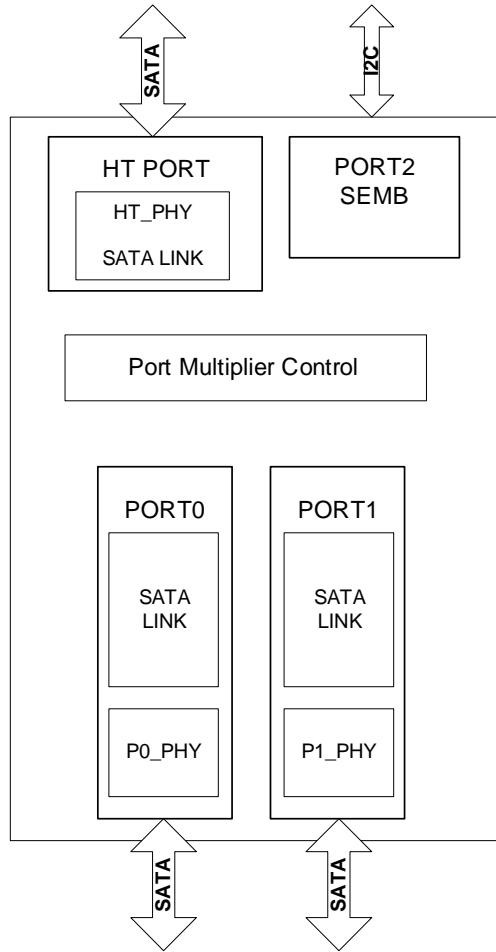 SATA
I2C
HT PORT
HT_PHY
SATA LINK
PORT2
SEMB
Port Multiplier Control
PORT0
SATA
LINK
P0_PHY
PORT1
SATA
LINK
P1_PHY
SATA
SATA